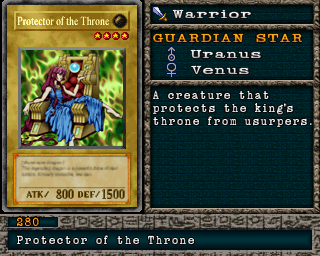 Protector of the Throne
Warrior
GUARDIAN STAR
Uranus
Venus
A creature that
protects the king's
throne from usurpers.
ATK/ 800 DEF/1500
280
Protector of the Throne